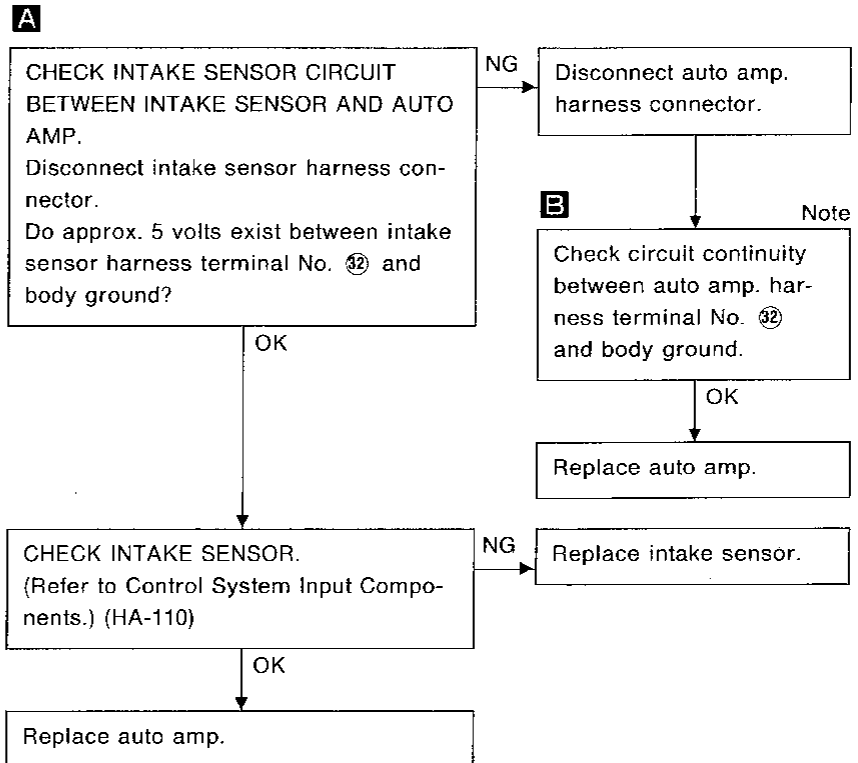 A
CHECK INTAKE SENSOR CIRCUIT
BETWEEN INTAKE SENSOR AND AUTO
AMP.
Disconnect intake sensor harness con-
nector.
Do approx. 5 volts exist between intake
sensor harness terminal No. ㉜ and
body ground?
NG
Disconnect auto amp.
harness connector.
B
Note
Check circuit continuity
between auto amp. har-
ness terminal No. ㉜
and body ground.
OK
Replace auto amp.
OK
CHECK INTAKE SENSOR.
(Refer to Control System Input Compo-
nents.) (HA-110)
NG
Replace intake sensor.
OK
Replace auto amp.